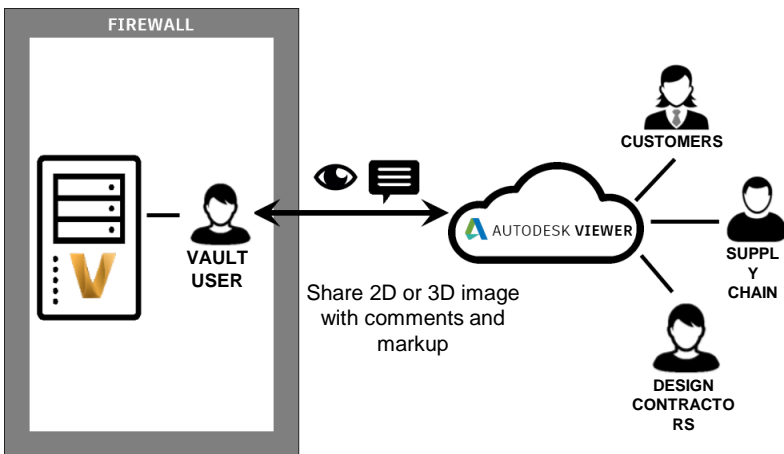 FIREWALL
V
VAULT
USER
Share 2D or 3D image
with comments and
markup
AUTODESK VIEWER
CUSTOMERS
SUPPL
Y
CHAIN
DESIGN
CONTRACTO
RS